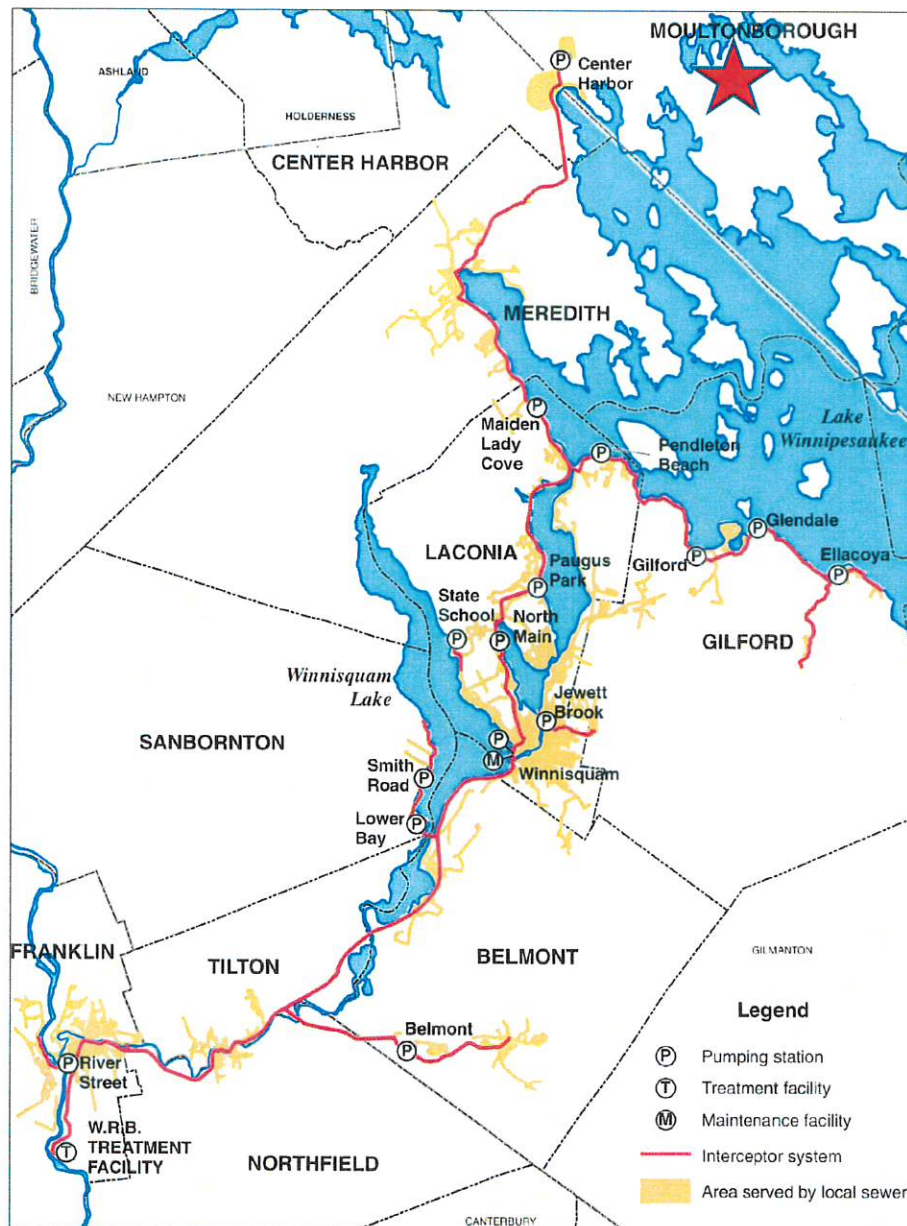 MOULTONBOROUGH
P
Center
Harbor
ASHLAND
HOLDERNESS
CENTER HARBOR
BRIDGEWATER
MEREDITH
NEW HAMPTON
Lake
Winnipesaukee
P
Maiden
Lady
Cove
P
Pendleton
Beach
P
Glendale
P
Gilford
P
Ellacoya
LACONIA
P
Paugus
Park
State
School
P
North
Main
P
GILFORD
Winnisquam
Lake
P
Jewett
Brook
SANBORNTON
P
M
Winnisquam
Smith
Road
P
Lower
Bay
P
FRANKLIN
TILTON
BELMONT
GILMANTON
Belmont
P
P
River
Street
W.R.B.
TREATMENT
FACILITY
T
NORTHFIELD
CANTERBURY
Legend
P Pumping station
T Treatment facility
M Maintenance facility
Interceptor system
Area served by local sewer